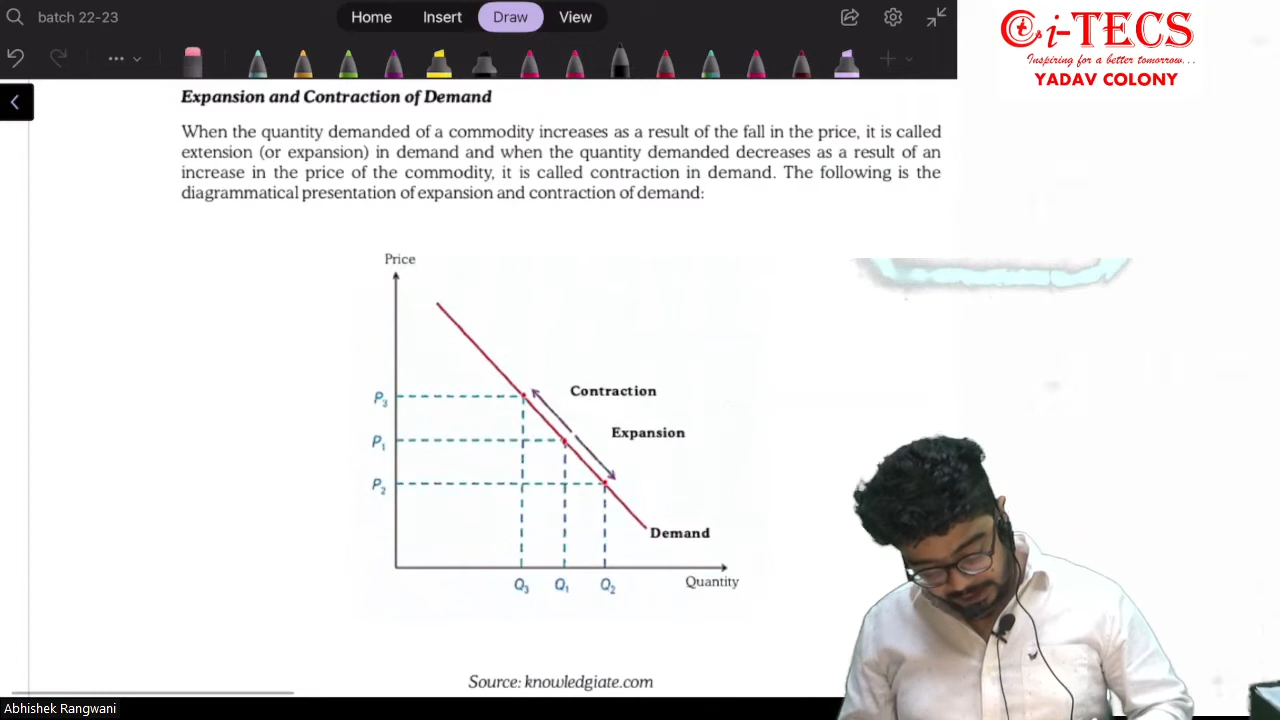 batch 22-23
Home Insert Draw View
i-TECS
Inspiring for a better tomorrow...
YADAV COLONY
Expansion and Contraction of Demand
When the quantity demanded of a commodity increases as a result of the fall in the price, it is called
extension (or expansion) in demand and when the quantity demanded decreases as a result of an
increase in the price of the commodity, it is called contraction in demand. The following is the
diagrammatical presentation of expansion and contraction of demand:
Price
Contraction
P3
Expansion
P1
P2
Demand
Q3 Q1 Q2
Quantity
Source: knowledgiate.com
Abhishek Rangwani